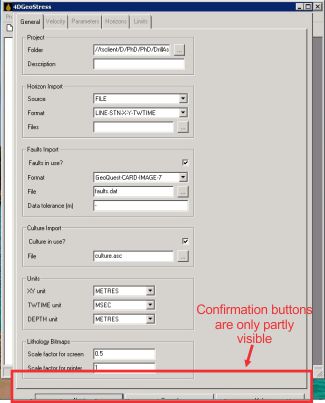 4DGeoStress
General Velocity Parameters Horizons Limits
Project
Folder //tsclient/D/PhD/PhD/DrillAs ...
Description
Horizon Import
Source FILE
Format LINE-STN-X-Y-TWTIME
Files ...
Faults Import
Faults in use?
Format GeoQuest-CARD-IMAGE-7
File faults.dat ...
Data tolerance (m) -
Culture Import
Culture in use?
File culture.asc ...
Units
XY unit METRES
TWTIME unit MSEC
DEPTH unit METRES
Confirmation buttons
are only partly
visible
Lithology Bitmaps
Scale factor for screen 0.5
Scale factor for printer 1